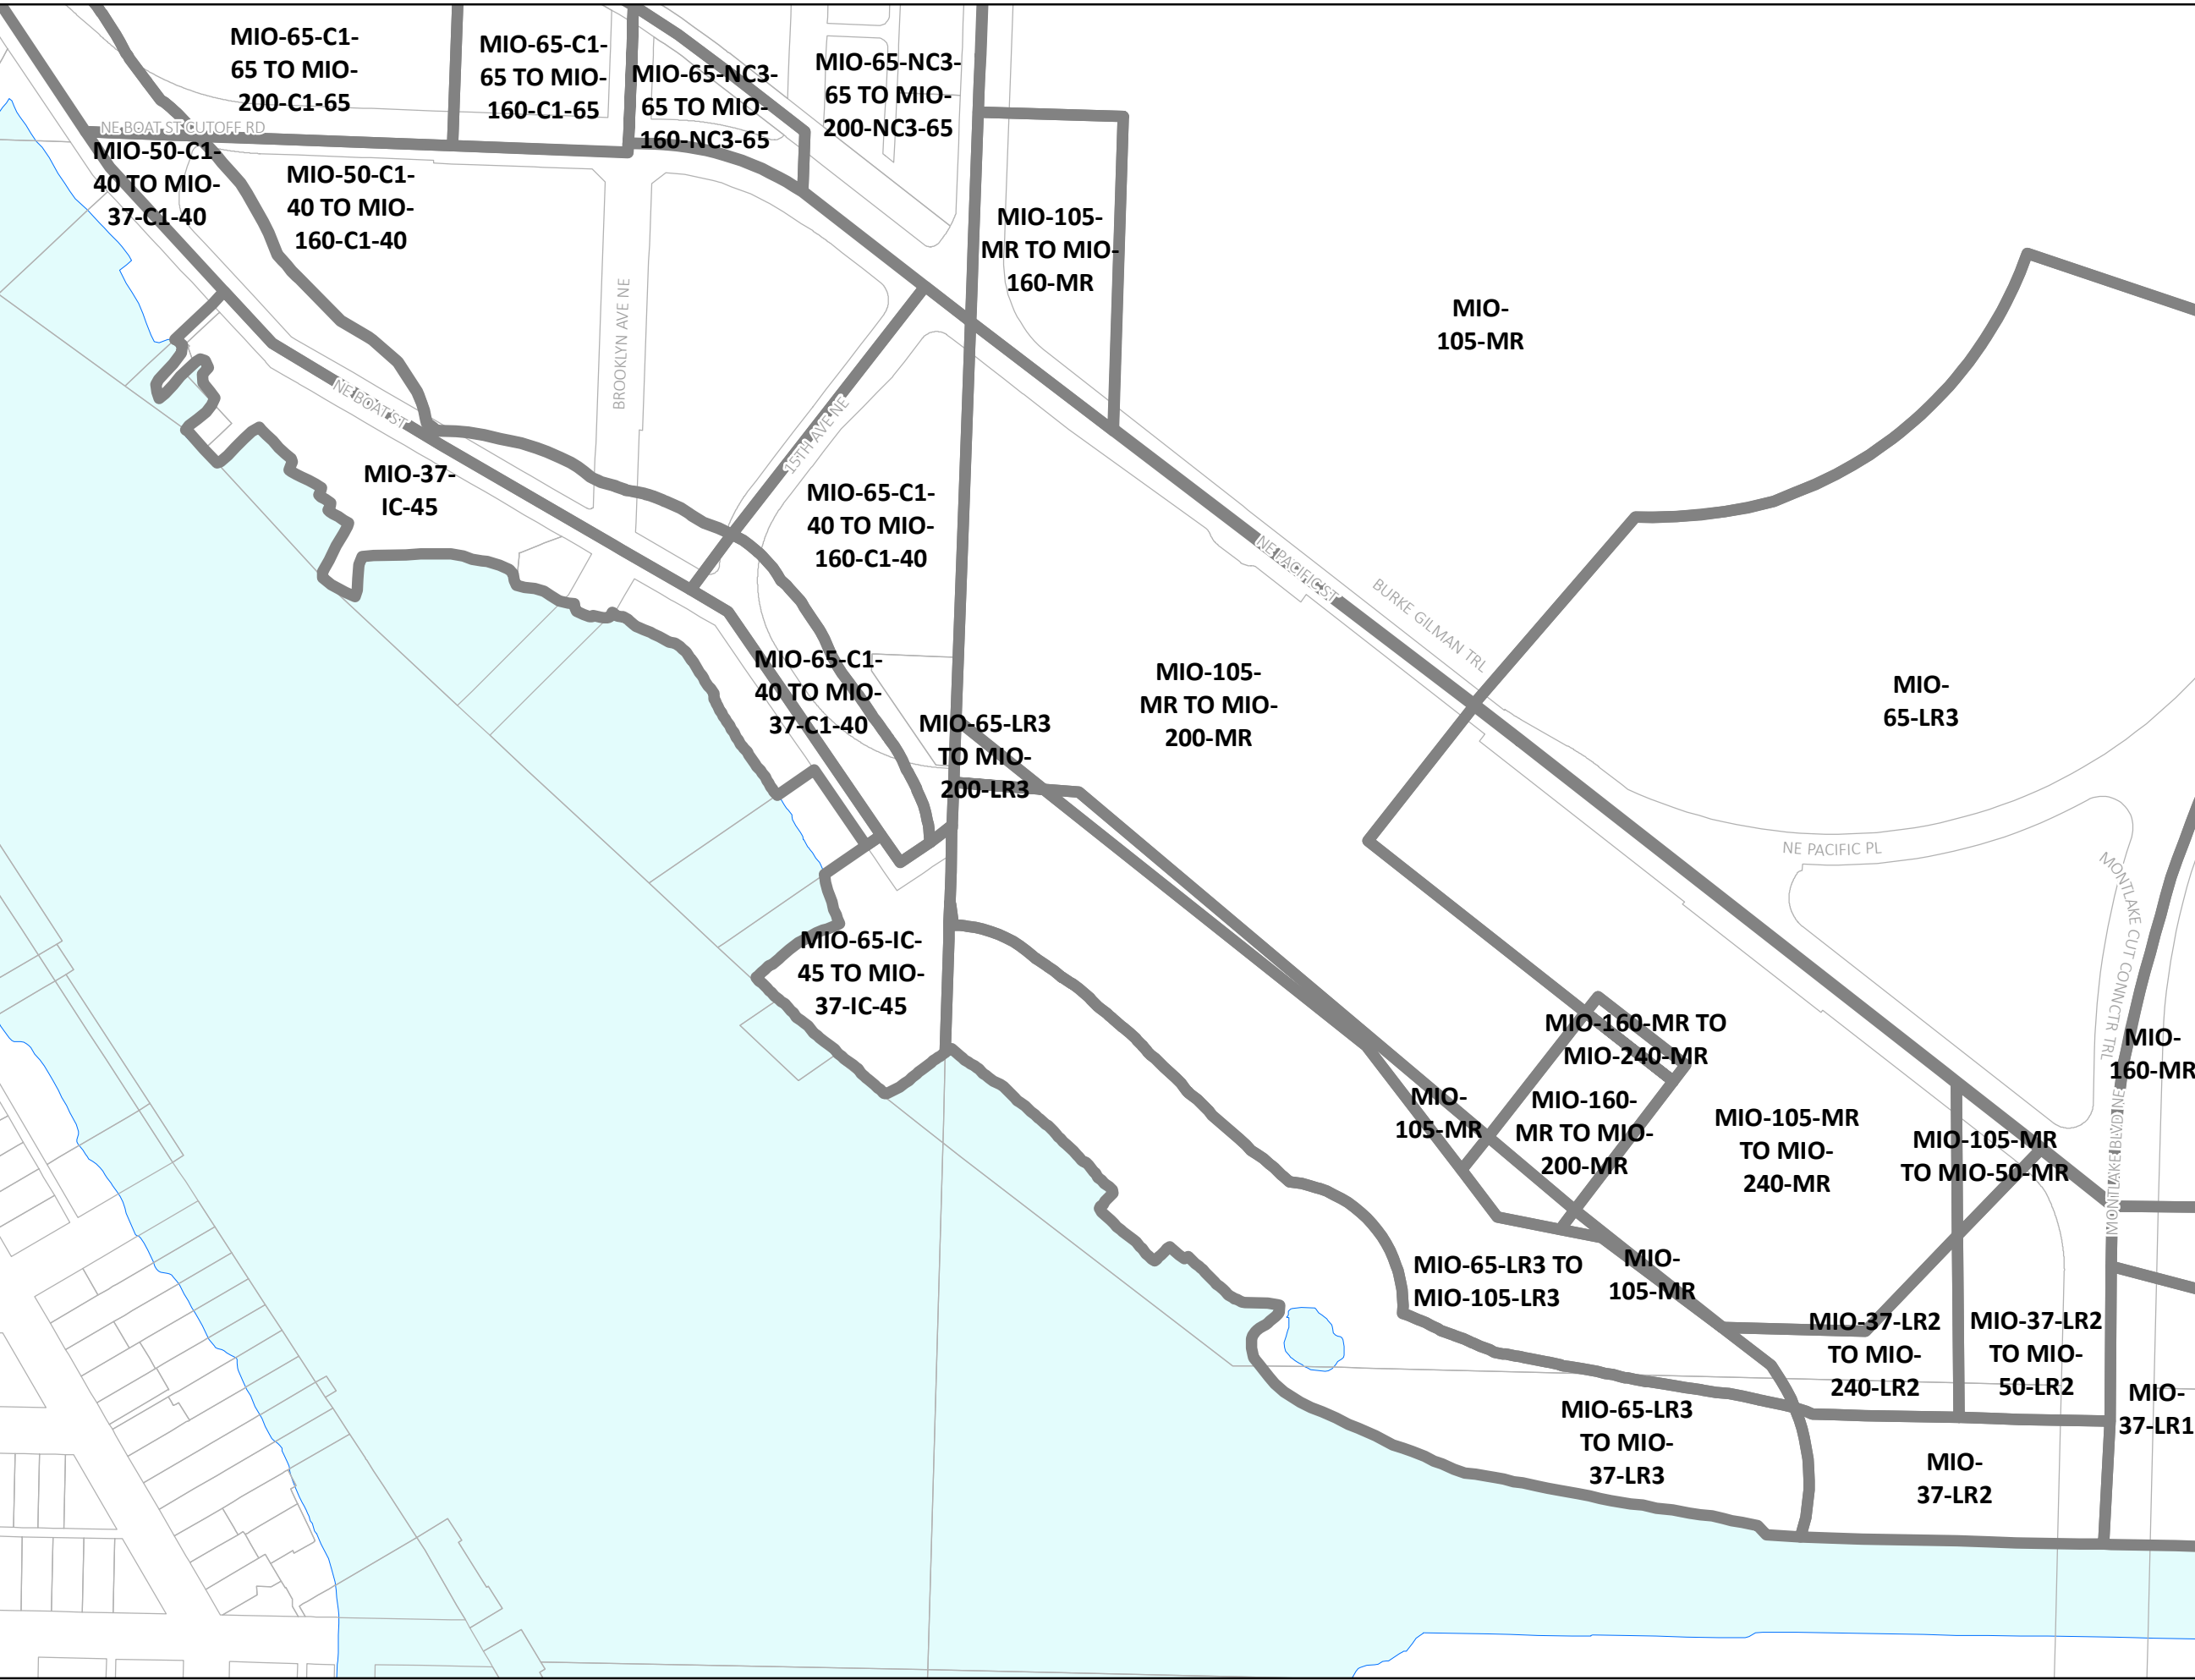 MIO-65-C1-
65 TO MIO-
200-C1-65
MIO-65-C1-
65 TO MIO-
160-C1-65
MIO-65-NC3-
65 TO MIO-
160-NC3-65
MIO-65-NC3-
65 TO MIO-
200-NC3-65
NE BOAT ST CUTOFF RD
MIO-50-C1-
40 TO MIO-
37-C1-40
MIO-50-C1-
40 TO MIO-
160-C1-40
MIO-105-
MR TO MIO-
160-MR
MIO-
105-MR
BROOKLYN AVE NE
NE BOAT ST
15TH AVE NE
MIO-37-
IC-45
MIO-65-C1-
40 TO MIO-
160-C1-40
NE PACIFIC ST
BURKE GILMAN TRL
MIO-65-C1-
40 TO MIO-
37-C1-40
MIO-65-LR3
TO MIO-
200-LR3
MIO-105-
MR TO MIO-
200-MR
MIO-
65-LR3
NE PACIFIC PL
MONTLAKE CUT CONNCTR TRL
MIO-65-IC-
45 TO MIO-
37-IC-45
MIO-160-MR TO
MIO-240-MR
MIO-
160-MR
MIO-
105-MR
MIO-160-
MR TO MIO-
200-MR
MIO-105-MR
TO MIO-
240-MR
MIO-105-MR
TO MIO-50-MR
MONTLAKE BLVD NE
MIO-65-LR3 TO
MIO-105-LR3
MIO-
105-MR
MIO-37-LR2
TO MIO-
240-LR2
MIO-37-LR2
TO MIO-
50-LR2
MIO-
37-LR1
MIO-65-LR3
TO MIO-
37-LR3
MIO-
37-LR2